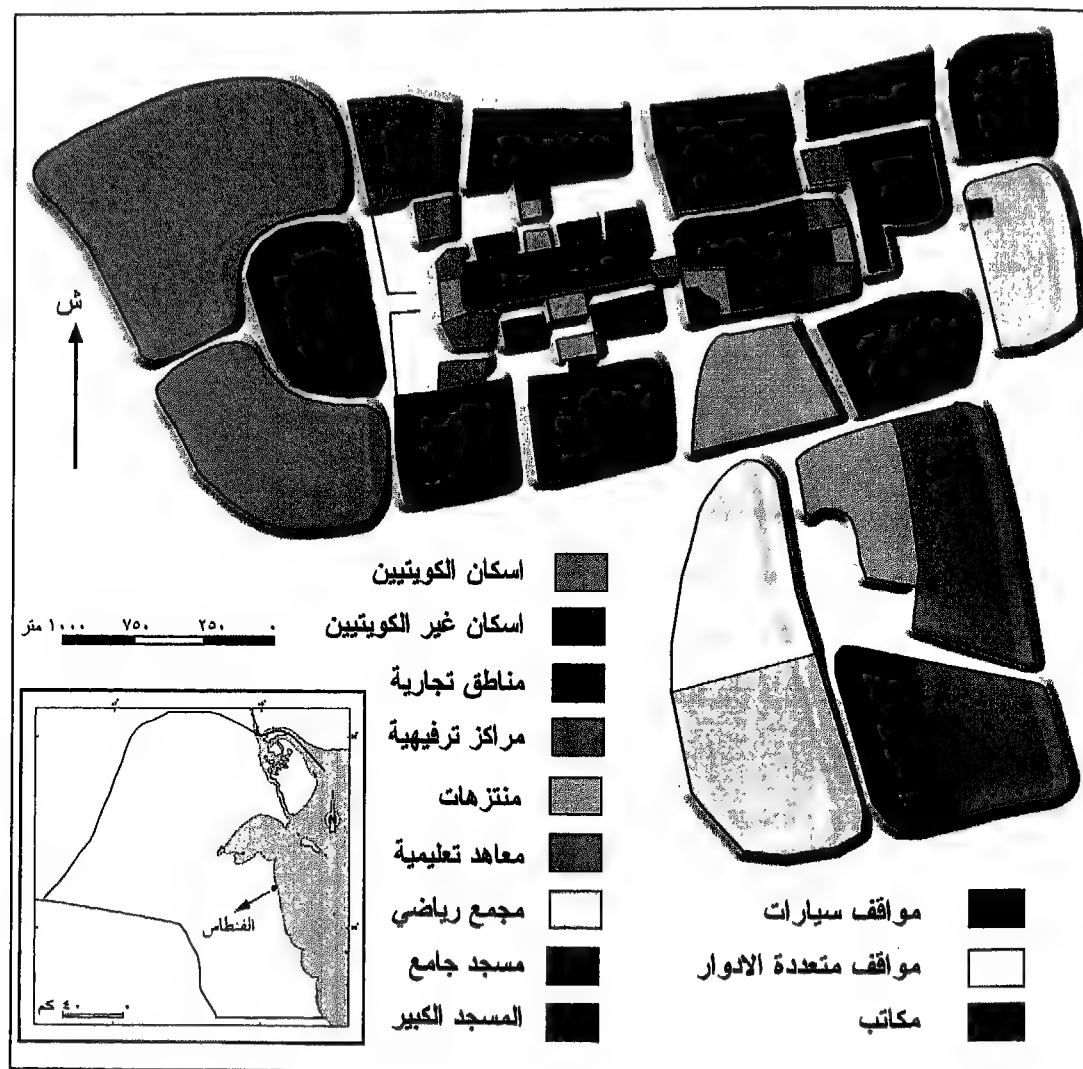 ش
اسكان الكويتيين
اسكان غير الكويتيين
مناطق تجارية
مراكز ترفيهية
منتزهات
معاهد تعليمية
مجمع رياضي
مسجد جامع
المسجد الكبير
مواقف سيارات
مواقف متعددة الادوار
مكاتب
٠ ٢٥٠ ٧٥٠ ١٠٠٠ متر
الفنطاس
٠ ٤٠ كم